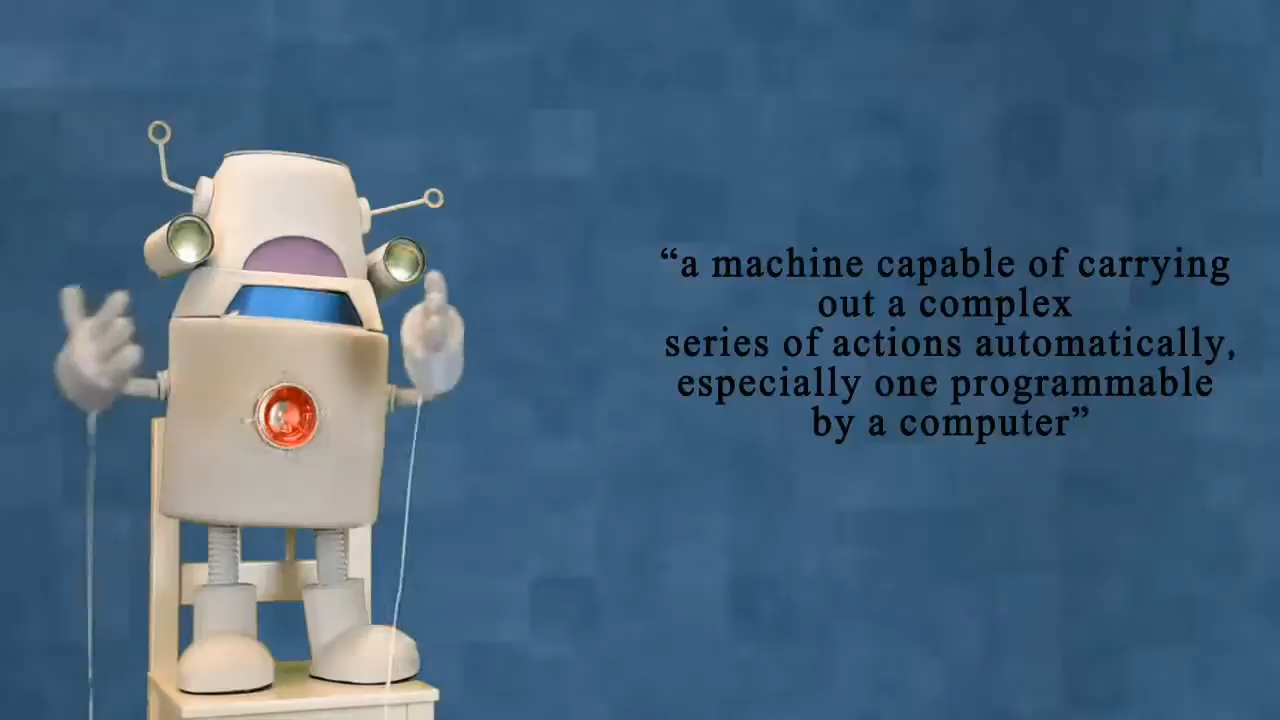 “a machine capable of carrying
out a complex
series of actions automatically,
especially one programmable
by a computer”